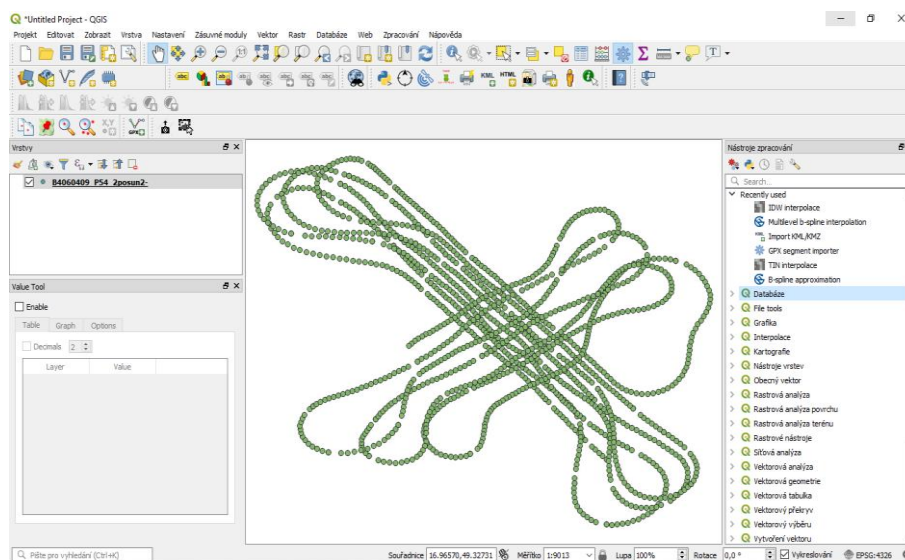 *Untitled Project - QGIS
Projekt Editovat Zobrazit Vrstva Nastavení Zásuvné moduly Vektor Rastr Databáze Web Zpracování Nápověda
Vrstvy
B4060409_P54_2posun2-
Value Tool
Enable
Table Graph Options
Decimals 2
Layer Value
Nástroje zpracování
Search...
Recently used
IDW interpolace
Multilevel b-spline interpolation
Import KML/KMZ
GPX segment importer
TIN interpolace
B-spline approximation
Databáze
File tools
Grafika
Interpolace
Kartografie
Nástroje vrstev
Obecný vektor
Rastrová analýza
Rastrová analýza povrchu
Rastrová analýza terénu
Rastrové nástroje
Síťová analýza
Vektorová analýza
Vektorová geometrie
Vektorová tabulka
Vektorový překryv
Vektorový výběru
Vytvoření vektoru
Pište pro vyhledání (Ctrl+K) Souřadnice 16.96570,49.32731 Měřítko 1:9013 Lupa 100% Rotace 0,0 ° Vykreslování EPSG:4326